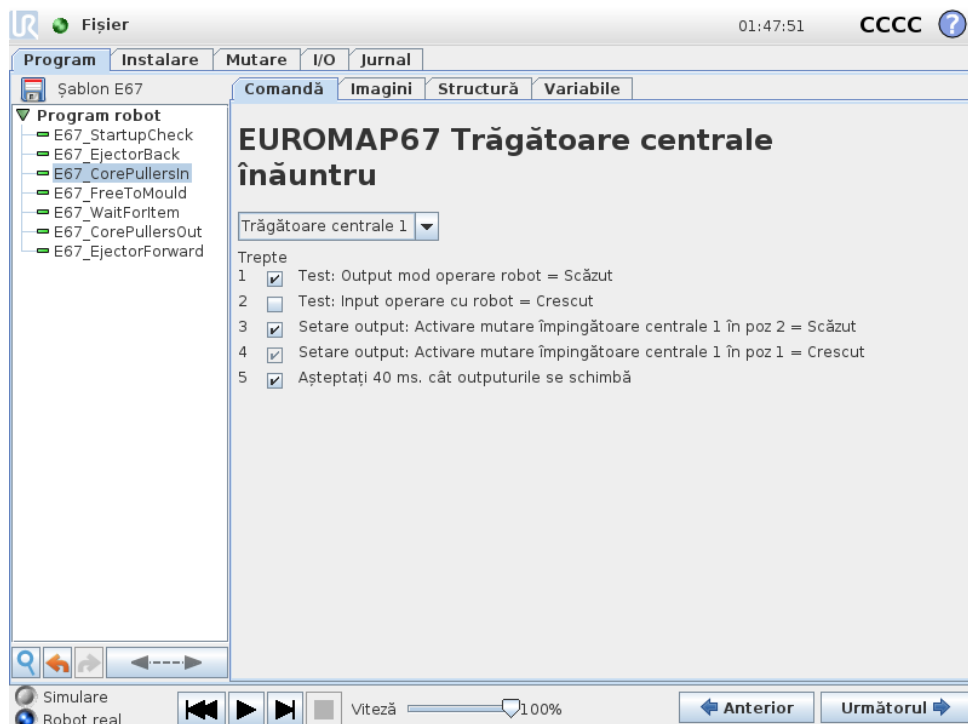 UR Fișier 01:47:51 CCCC ?
Program Instalare Mutare I/O Jurnal
Șablon E67
Comandă Imagini Structură Variabile
Program robot
E67_StartupCheck
E67_EjectorBack
E67_CorePullersIn
E67_FreeToMould
E67_WaitForItem
E67_CorePullersOut
E67_EjectorForward
EUROMAP67 Trăgătoare centrale
înăuntru
Trăgătoare centrale 1
Trepte
1 Test: Output mod operare robot = Scăzut
2 Test: Input operare cu robot = Crescut
3 Setare output: Activare mutare împingătoare centrale 1 în poz 2 = Scăzut
4 Setare output: Activare mutare împingătoare centrale 1 în poz 1 = Crescut
5 Așteptați 40 ms. cât outputurile se schimbă
Simulare
Robot real
Viteză 100%
Anterior Următorul